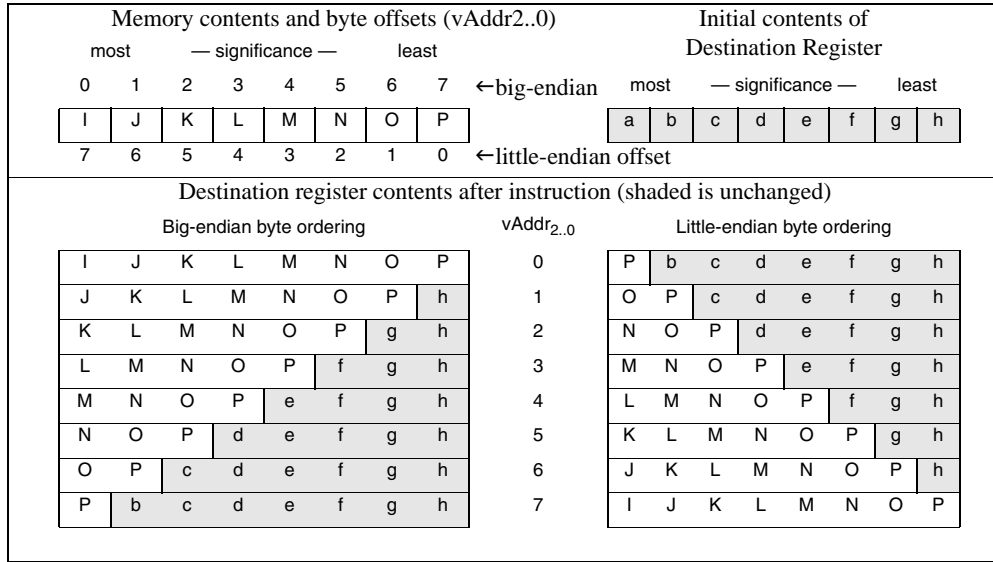 Memory contents and byte offsets (vAddr2..0)
most — significance — least
0 1 2 3 4 5 6 7 ←big-endian
I J K L M N O P
7 6 5 4 3 2 1 0 ←little-endian offset
Initial contents of
Destination Register
most — significance — least
a b c d e f g h
Destination register contents after instruction (shaded is unchanged)
Big-endian byte ordering vAddr2..0 Little-endian byte ordering
I J K L M N O P 0 P b c d e f g h
J K L M N O P h 1 O P c d e f g h
K L M N O P g h 2 N O P d e f g h
L M N O P f g h 3 M N O P e f g h
M N O P e f g h 4 L M N O P f g h
N O P d e f g h 5 K L M N O P g h
O P c d e f g h 6 J K L M N O P h
P b c d e f g h 7 I J K L M N O P